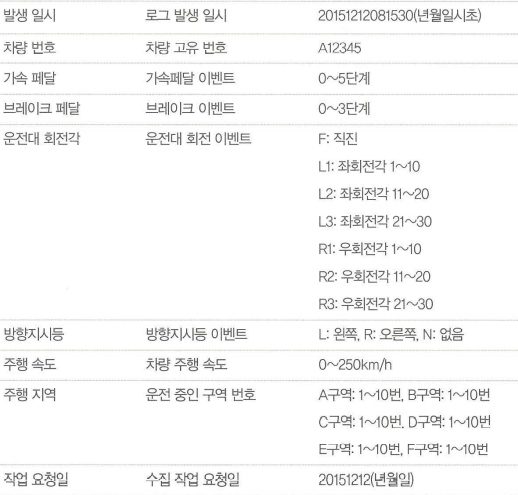 발생 일시 로그 발생 일시 20151212081530(년월일시초)
차량 번호 차량 고유 번호 A12345
가속 페달 가속페달 이벤트 0~5단계
브레이크 페달 브레이크 이벤트 0~3단계
운전대 회전각 운전대 회전 이벤트 F: 직진
L1: 좌회전각 1~10
L2: 좌회전각 11~20
L3: 좌회전각 21~30
R1: 우회전각 1~10
R2: 우회전각 11~20
R3: 우회전각 21~30
방향지시등 방향지시등 이벤트 L: 왼쪽, R: 오른쪽, N: 없음
주행 속도 차량 주행 속도 0~250km/h
주행 지역 운전 중인 구역 번호 A구역: 1~10번, B구역: 1~10번
C구역: 1~10번. D구역: 1~10번
E구역: 1~10번, F구역: 1~10번
작업 요청일 수집 작업 요청일 20151212(년월일)